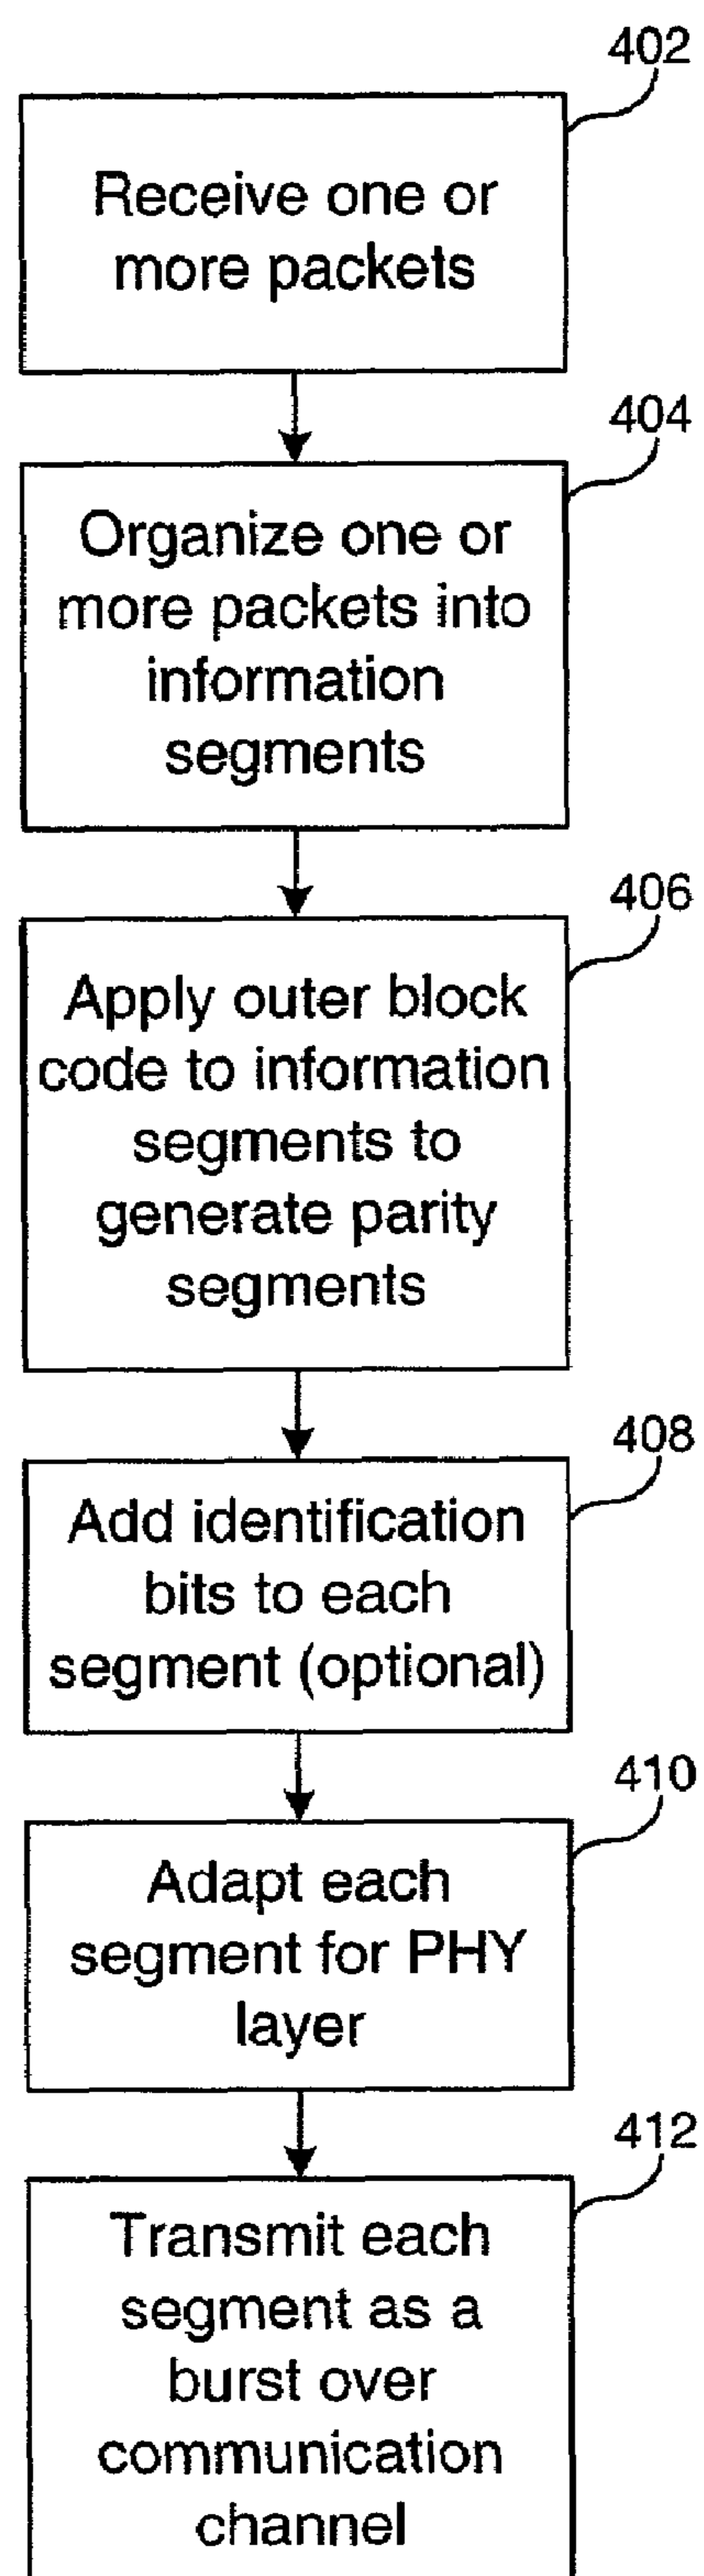 402
Receive one or
more packets
404
Organize one or
more packets into
information
segments
406
Apply outer block
code to information
segments to
generate parity
segments
408
Add identification
bits to each
segment (optional)
410
Adapt each
segment for PHY
layer
412
Transmit each
segment as a
burst over
communication
channel